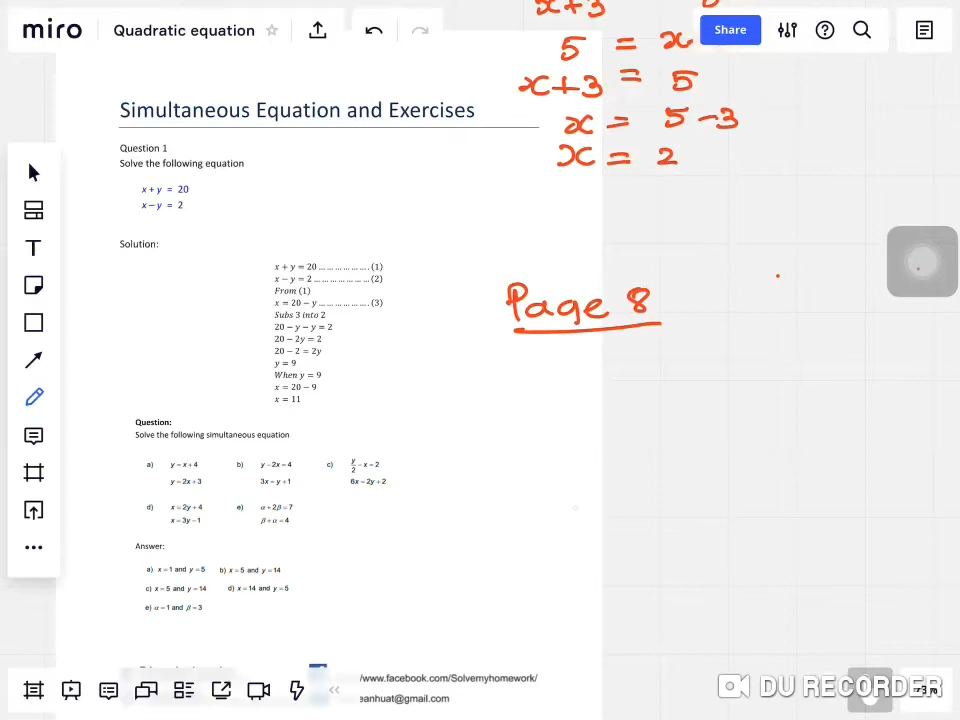 miro
Quadratic equation
Share
x+3
5 = x
x+3 = 5
x = 5-3
x = 2
Page 8
Simultaneous Equation and Exercises
Question 1
Solve the following equation
x + y = 20
x − y = 2
Solution:
x + y = 20 ………………… (1)
x − y = 2 ………………… (2)
From (1)
x = 20 − y ………………… (3)
Subs 3 into 2
20 − y − y = 2
20 − 2y = 2
20 − 2 = 2y
y = 9
When y = 9
x = 20 − 9
x = 11
Question:
Solve the following simultaneous equation
a) y = x + 4 b) y − 2x = 4 c) y/2 − x = 2
y = 2x + 3 3x = y + 1 6x = 2y + 2
d) x = 2y + 4 e) α + 2β = 7
x = 3y − 1 β + α = 4
Answer:
a) x = 1 and y = 5 b) x = 5 and y = 14
c) x = 5 and y = 14 d) x = 14 and y = 5
e) α = 1 and β = 3
/www.facebook.com/Solvemyhomework/
eanhuat@gmail.com
DU RECORDER